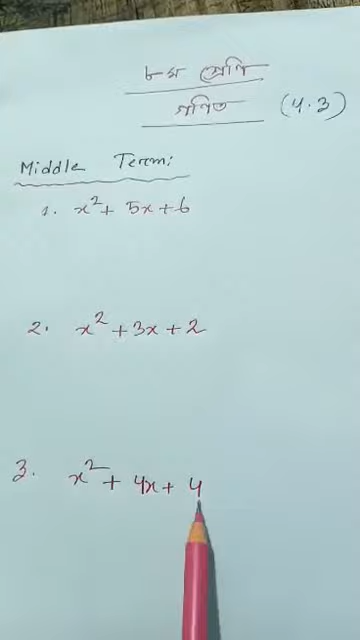 ৮ম শ্রেণি
গণিত (4.3)
Middle Term:
1. x² + 5x + 6
2. x² + 3x + 2
3. x² + 4x + 4